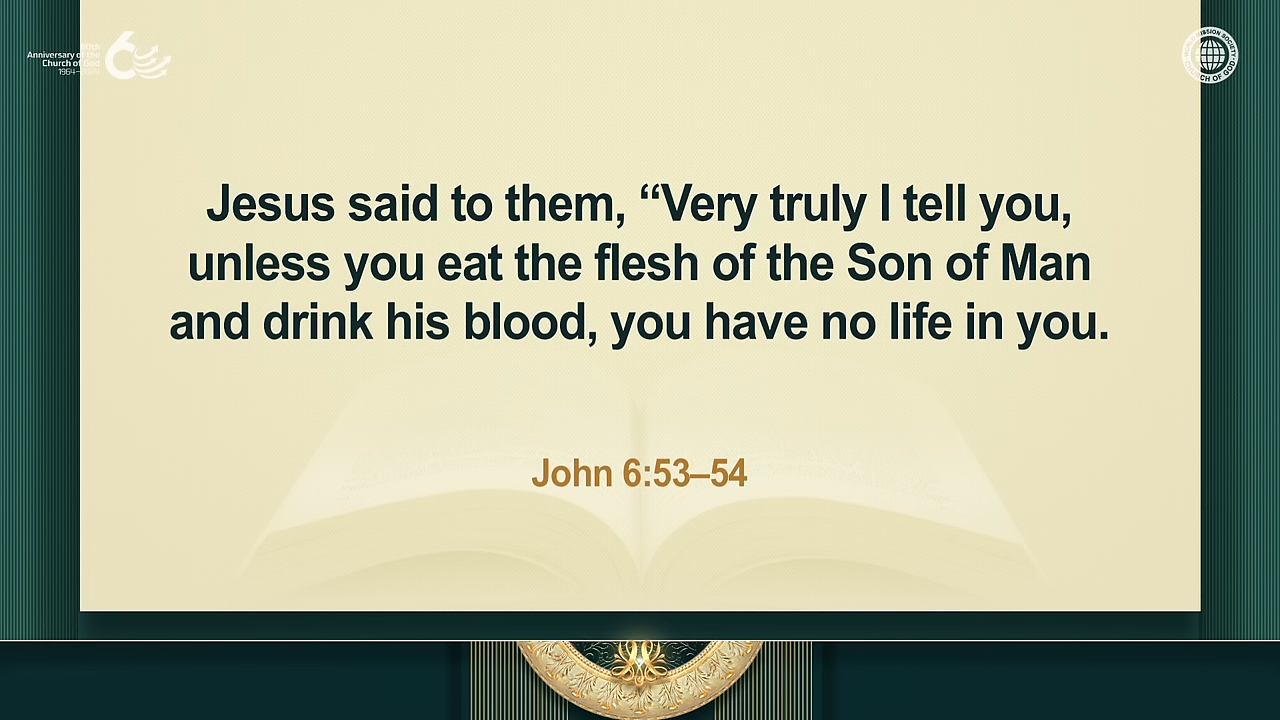 Anniversary of the
Church of God
Jesus said to them, “Very truly I tell you,
unless you eat the flesh of the Son of Man
and drink his blood, you have no life in you.
John 6:53–54